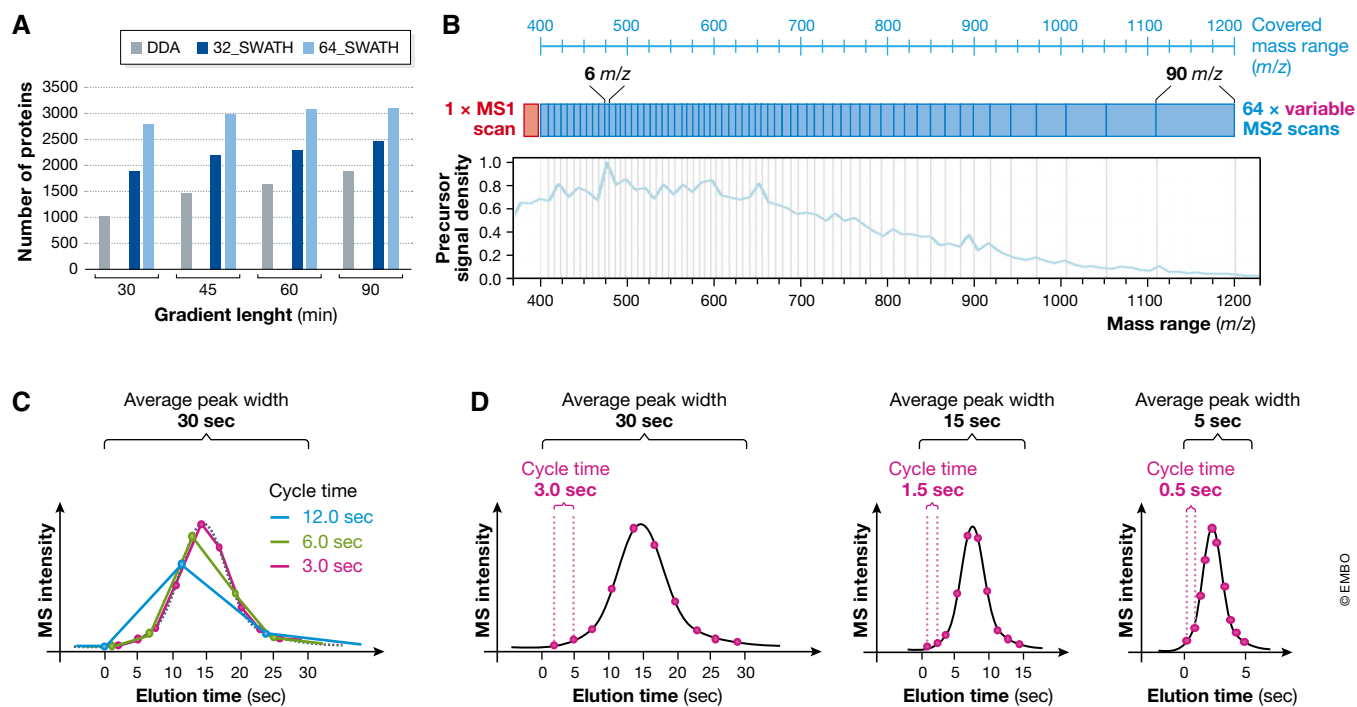 A
DDA 32_SWATH 64_SWATH
Number of proteins
3500
3000
2500
2000
1500
1000
500
0
30 45 60 90
Gradient lenght (min)
B
400 500 600 700 800 900 1000 1100 1200
Covered
mass range
(m/z)
6 m/z
90 m/z
1 × MS1
scan
64 × variable
MS2 scans
Precursor
signal density
1.0
0.8
0.6
0.4
0.2
0.0
400 500 600 700 800 900 1000 1100 1200
Mass range (m/z)
C
Average peak width
30 sec
Cycle time
12.0 sec
6.0 sec
3.0 sec
MS intensity
0 5 10 15 20 25 30
Elution time (sec)
D
Average peak width
30 sec
Cycle time
3.0 sec
MS intensity
0 5 10 15 20 25 30
Elution time (sec)
Average peak width
15 sec
Cycle time
1.5 sec
MS intensity
0 5 10 15
Elution time (sec)
Average peak width
5 sec
Cycle time
0.5 sec
MS intensity
0 5
Elution time (sec)
© EMBO